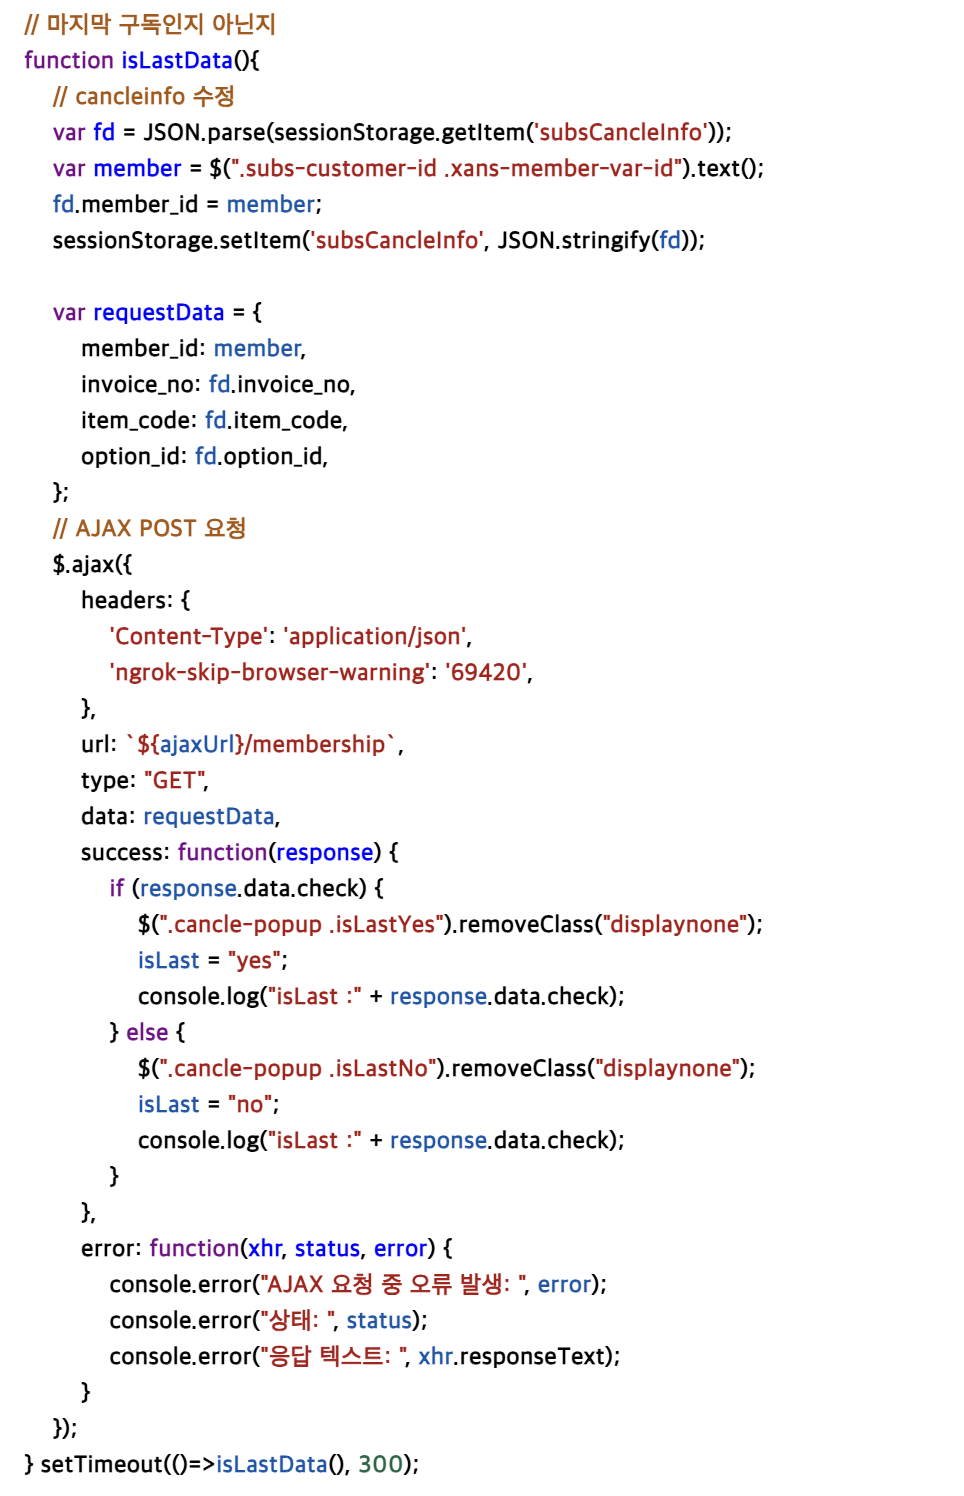 // 마지막 구독인지 아닌지
function isLastData(){
// cancleinfo 수정
var fd = JSON.parse(sessionStorage.getItem('subsCancleInfo'));
var member = $(".subs-customer-id .xans-member-var-id").text();
fd.member_id = member;
sessionStorage.setItem('subsCancleInfo', JSON.stringify(fd));
var requestData = {
member_id: member,
invoice_no: fd.invoice_no,
item_code: fd.item_code,
option_id: fd.option_id,
};
// AJAX POST 요청
$.ajax({
headers: {
'Content-Type': 'application/json',
'ngrok-skip-browser-warning': '69420',
},
url: `${ajaxUrl}/membership`,
type: "GET",
data: requestData,
success: function(response) {
if (response.data.check) {
$(".cancle-popup .isLastYes").removeClass("displaynone");
isLast = "yes";
console.log("isLast :" + response.data.check);
} else {
$(".cancle-popup .isLastNo").removeClass("displaynone");
isLast = "no";
console.log("isLast :" + response.data.check);
}
},
error: function(xhr, status, error) {
console.error("AJAX 요청 중 오류 발생: ", error);
console.error("상태: ", status);
console.error("응답 텍스트: ", xhr.responseText);
}
});
} setTimeout(()=>isLastData(), 300);